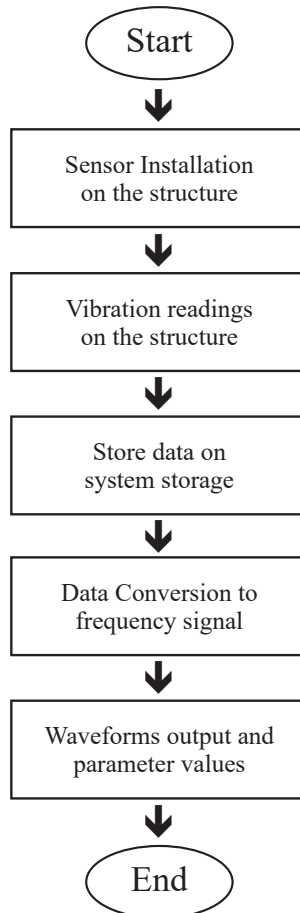 Start
Sensor Installation
on the structure
Vibration readings
on the structure
Store data on
system storage
Data Conversion to
frequency signal
Waveforms output and
parameter values
End